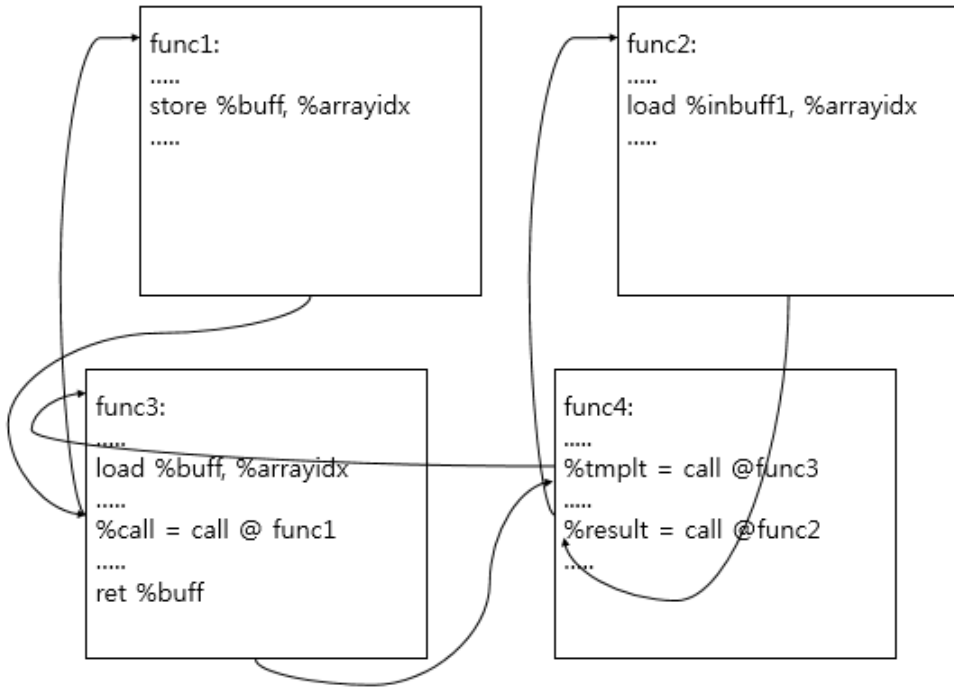 func1:
.....
store %buff, %arrayidx
.....
func2:
.....
load %inbuff1, %arrayidx
.....
func3:
.....
load %buff, %arrayidx
.....
%call = call @ func1
.....
ret %buff
func4:
.....
%tmplt = call @func3
.....
%result = call @func2
.....